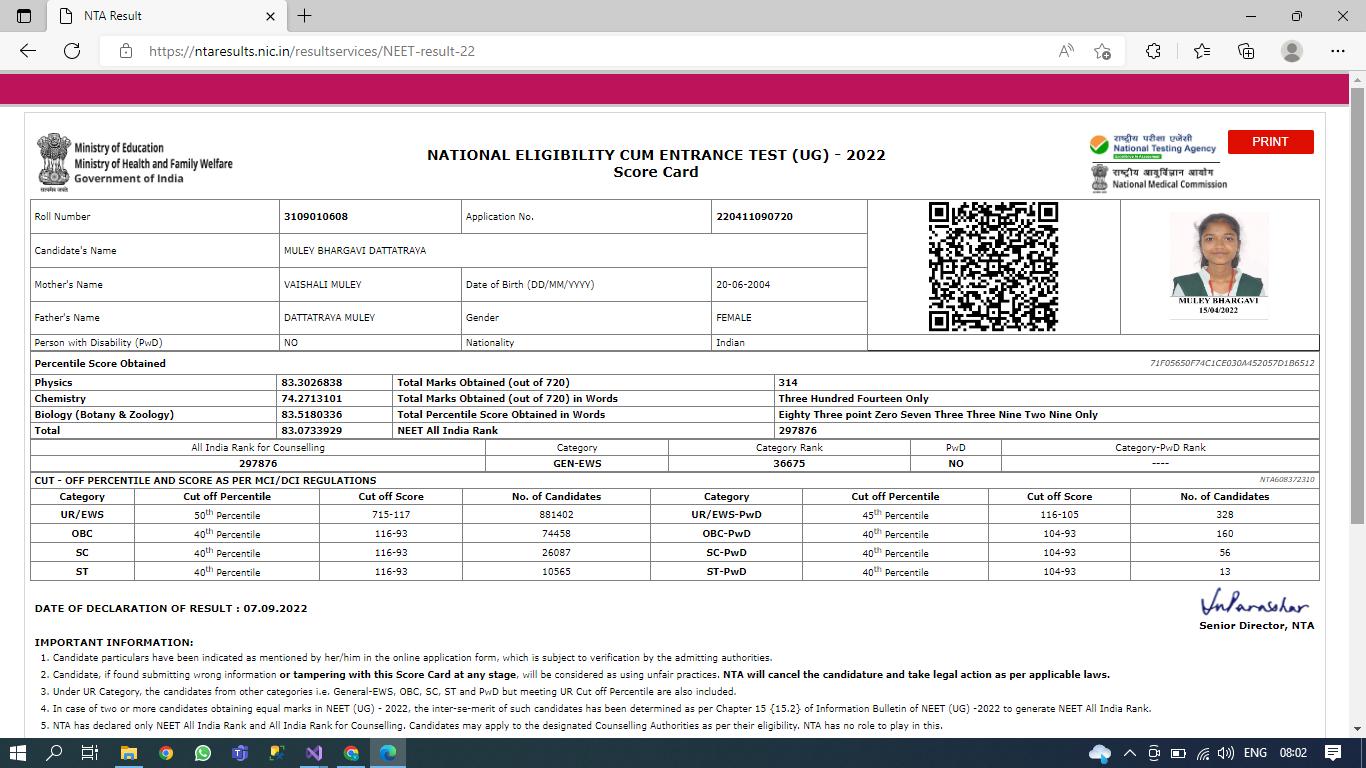 NTA Result
https://ntaresults.nic.in/resultservices/NEET-result-22
Ministry of Education
Ministry of Health and Family Welfare
Government of India
सत्यमेव जयते
NATIONAL ELIGIBILITY CUM ENTRANCE TEST (UG) - 2022
Score Card
राष्ट्रीय परीक्षा एजेंसी
National Testing Agency
Excellence in Assessment
राष्ट्रीय आयुर्विज्ञान आयोग
National Medical Commission
PRINT
Roll Number 3109010608 Application No. 220411090720
Candidate's Name MULEY BHARGAVI DATTATRAYA
Mother's Name VAISHALI MULEY Date of Birth (DD/MM/YYYY) 20-06-2004
Father's Name DATTATRAYA MULEY Gender FEMALE
Person with Disability (PwD) NO Nationality Indian
MULEY BHARGAVI
15/04/2022
Percentile Score Obtained 71F05650F74C1CE030A452057D1B6512
Physics 83.3026838 Total Marks Obtained (out of 720) 314
Chemistry 74.2713101 Total Marks Obtained (out of 720) in Words Three Hundred Fourteen Only
Biology (Botany & Zoology) 83.5180336 Total Percentile Score Obtained in Words Eighty Three point Zero Seven Three Three Nine Two Nine Only
Total 83.0733929 NEET All India Rank 297876
All India Rank for Counselling Category Category Rank PwD Category-PwD Rank
297876 GEN-EWS 36675 NO ----
CUT - OFF PERCENTILE AND SCORE AS PER MCI/DCI REGULATIONS NTA608372310
Category Cut off Percentile Cut off Score No. of Candidates Category Cut off Percentile Cut off Score No. of Candidates
UR/EWS 50th Percentile 715-117 881402 UR/EWS-PwD 45th Percentile 116-105 328
OBC 40th Percentile 116-93 74458 OBC-PwD 40th Percentile 104-93 160
SC 40th Percentile 116-93 26087 SC-PwD 40th Percentile 104-93 56
ST 40th Percentile 116-93 10565 ST-PwD 40th Percentile 104-93 13
DATE OF DECLARATION OF RESULT : 07.09.2022
Senior Director, NTA
IMPORTANT INFORMATION:
1. Candidate particulars have been indicated as mentioned by her/him in the online application form, which is subject to verification by the admitting authorities.
2. Candidate, if found submitting wrong information or tampering with this Score Card at any stage, will be considered as using unfair practices. NTA will cancel the candidature and take legal action as per applicable laws.
3. Under UR Category, the candidates from other categories i.e. General-EWS, OBC, SC, ST and PwD but meeting UR Cut off Percentile are also included.
4. In case of two or more candidates obtaining equal marks in NEET (UG) - 2022, the inter-se-merit of such candidates has been determined as per Chapter 15 {15.2} of Information Bulletin of NEET (UG) -2022 to generate NEET All India Rank.
5. NTA has declared only NEET All India Rank and All India Rank for Counselling. Candidates may apply to the designated Counselling Authorities as per their eligibility. NTA has no role to play in this.
ENG 08:02